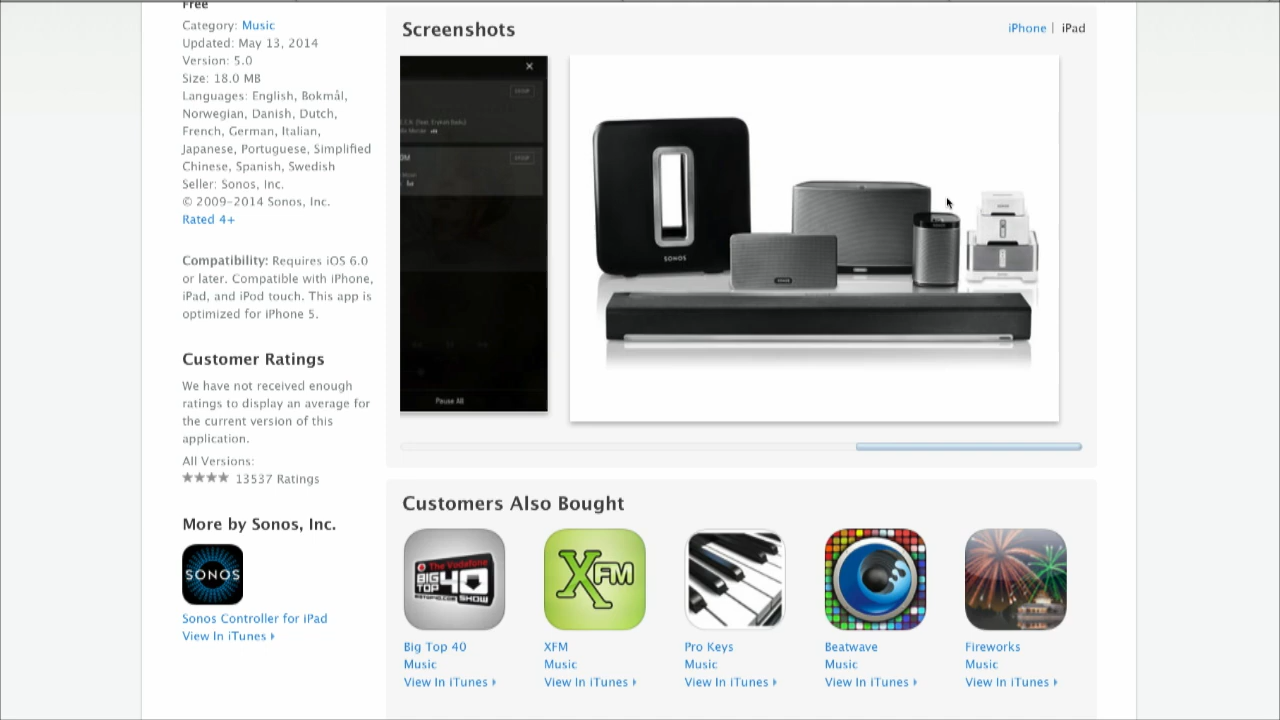 Free
Category: Music
Updated: May 13, 2014
Version: 5.0
Size: 18.0 MB
Languages: English, Bokmål,
Norwegian, Danish, Dutch,
French, German, Italian,
Japanese, Portuguese, Simplified
Chinese, Spanish, Swedish
Seller: Sonos, Inc.
© 2009-2014 Sonos, Inc.
Rated 4+
Compatibility: Requires iOS 6.0
or later. Compatible with iPhone,
iPad, and iPod touch. This app is
optimized for iPhone 5.
Customer Ratings
We have not received enough
ratings to display an average for
the current version of this
application.
All Versions:
13537 Ratings
More by Sonos, Inc.
SONOS
Sonos Controller for iPad
View In iTunes
Screenshots
iPhone | iPad
Pause All
SONOS
Customers Also Bought
The Vodafone
BIG
TOP 40
SHOW
XFM
Big Top 40
Music
View In iTunes
XFM
Music
View In iTunes
Pro Keys
Music
View In iTunes
Beatwave
Music
View In iTunes
Fireworks
Music
View In iTunes